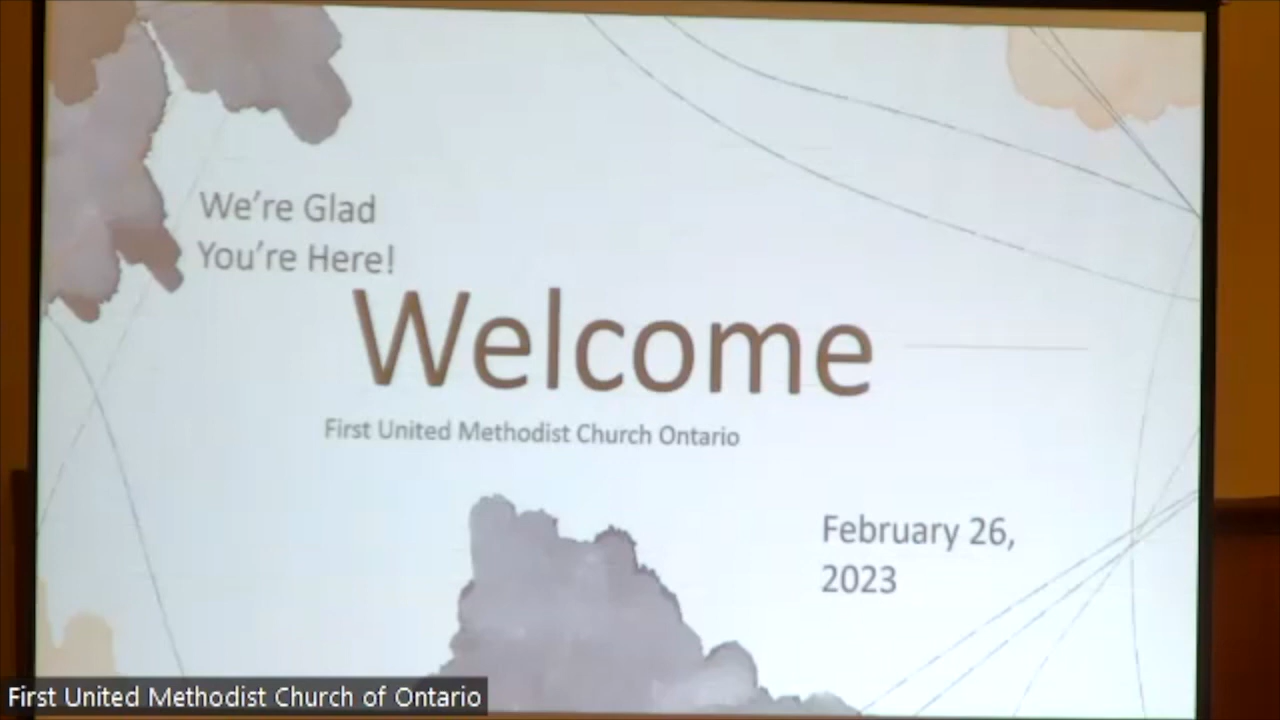 We're Glad
You're Here!
Welcome
First United Methodist Church Ontario
February 26,
2023
First United Methodist Church of Ontario